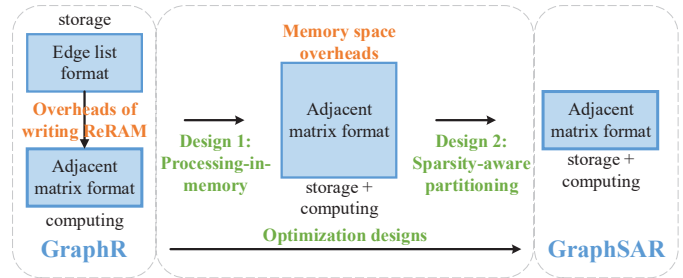 storage
Edge list
format
Overheads of
writing ReRAM
Adjacent
matrix format
computing
GraphR
Design 1:
Processing-in-
memory
Memory space
overheads
Adjacent
matrix format
storage +
computing
Design 2:
Sparsity-aware
partitioning
Optimization designs
Adjacent
matrix format
storage +
computing
GraphSAR